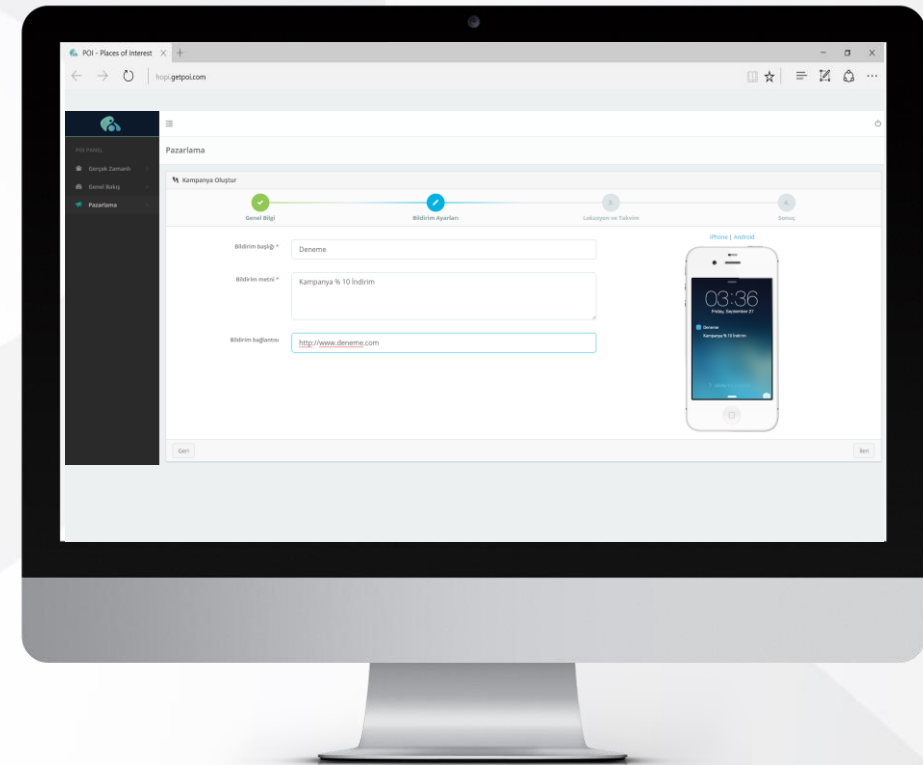 POI - Places of Interest
hopi.getpoi.com
POI PANEL
Gerçek Zamanlı
Genel Bakış
Pazarlama
Pazarlama
Kampanya Oluştur
Genel Bilgi
Bildirim Ayarları
Lokasyon ve Takvim
Sonuç
Bildirim başlığı *
Deneme
Bildirim metni *
Kampanya % 10 İndirim
Bildirim bağlantısı
http://www.deneme.com
iPhone | Android
03:36
Friday, September 27
Deneme
Kampanya % 10 İndirim
Geri
İleri